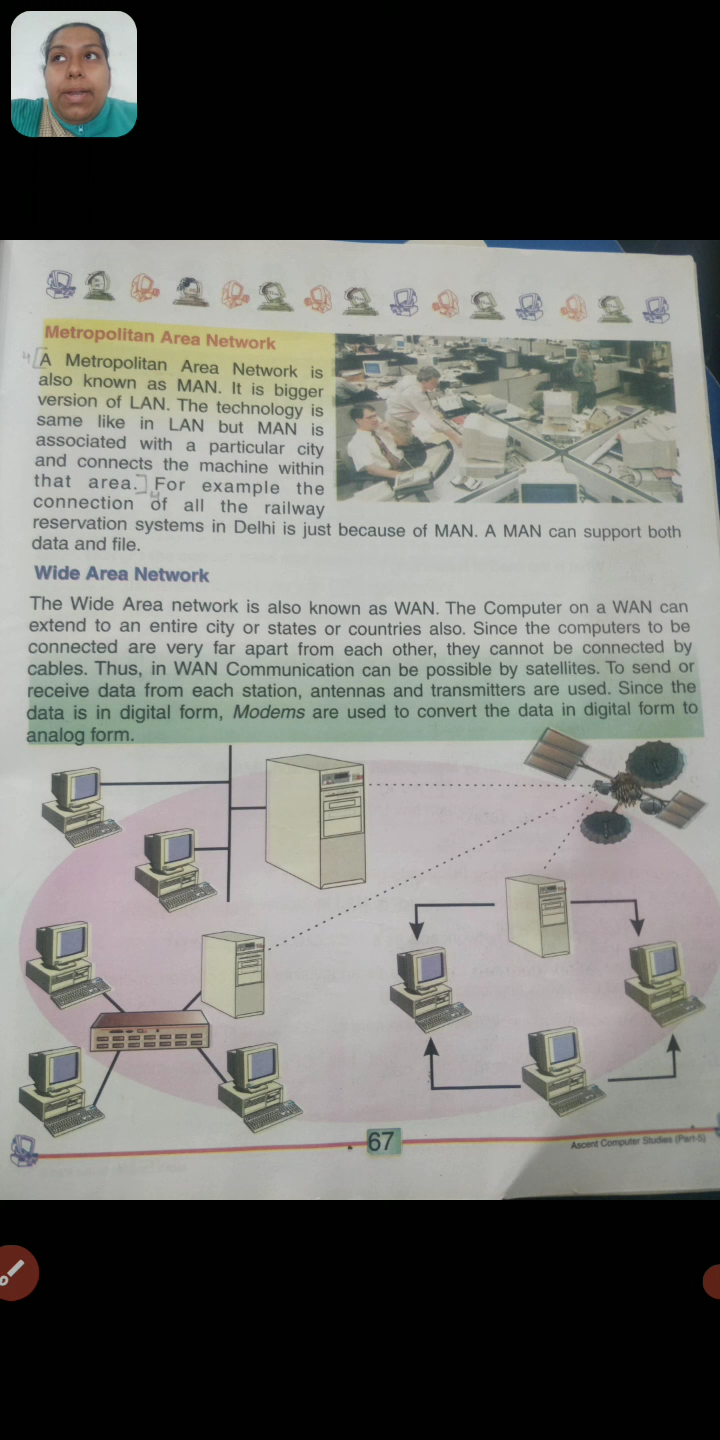 Metropolitan Area Network
A Metropolitan Area Network is
also known as MAN. It is bigger
version of LAN. The technology is
same like in LAN but MAN is
associated with a particular city
and connects the machine within
that area. For example the
connection of all the railway
reservation systems in Delhi is just because of MAN. A MAN can support both
data and file.
Wide Area Network
The Wide Area network is also known as WAN. The Computer on a WAN can
extend to an entire city or states or countries also. Since the computers to be
connected are very far apart from each other, they cannot be connected by
cables. Thus, in WAN Communication can be possible by satellites. To send or
receive data from each station, antennas and transmitters are used. Since the
data is in digital form, Modems are used to convert the data in digital form to
analog form.
67
Ascent Computer Studies (Part-5)